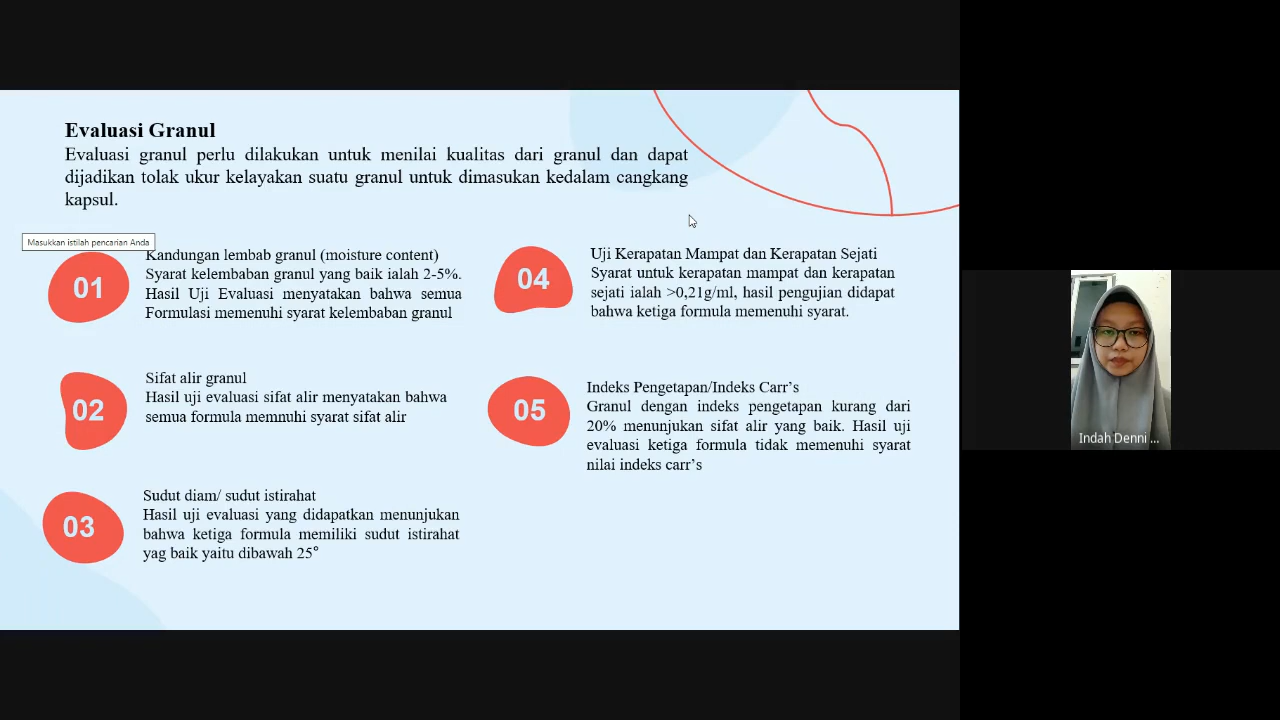 Evaluasi Granul
Evaluasi granul perlu dilakukan untuk menilai kualitas dari granul dan dapat
dijadikan tolak ukur kelayakan suatu granul untuk dimasukan kedalam cangkang
kapsul.
Masukkan istilah pencarian Anda
01
Kandungan lembab granul (moisture content)
Syarat kelembaban granul yang baik ialah 2-5%.
Hasil Uji Evaluasi menyatakan bahwa semua
Formulasi memenuhi syarat kelembaban granul
02
Sifat alir granul
Hasil uji evaluasi sifat alir menyatakan bahwa
semua formula memnuhi syarat sifat alir
03
Sudut diam/ sudut istirahat
Hasil uji evaluasi yang didapatkan menunjukan
bahwa ketiga formula memiliki sudut istirahat
yag baik yaitu dibawah 25°
04
Uji Kerapatan Mampat dan Kerapatan Sejati
Syarat untuk kerapatan mampat dan kerapatan
sejati ialah >0,21g/ml, hasil pengujian didapat
bahwa ketiga formula memenuhi syarat.
05
Indeks Pengetapan/Indeks Carr’s
Granul dengan indeks pengetapan kurang dari
20% menunjukan sifat alir yang baik. Hasil uji
evaluasi ketiga formula tidak memenuhi syarat
nilai indeks carr’s
Indah Denni ...